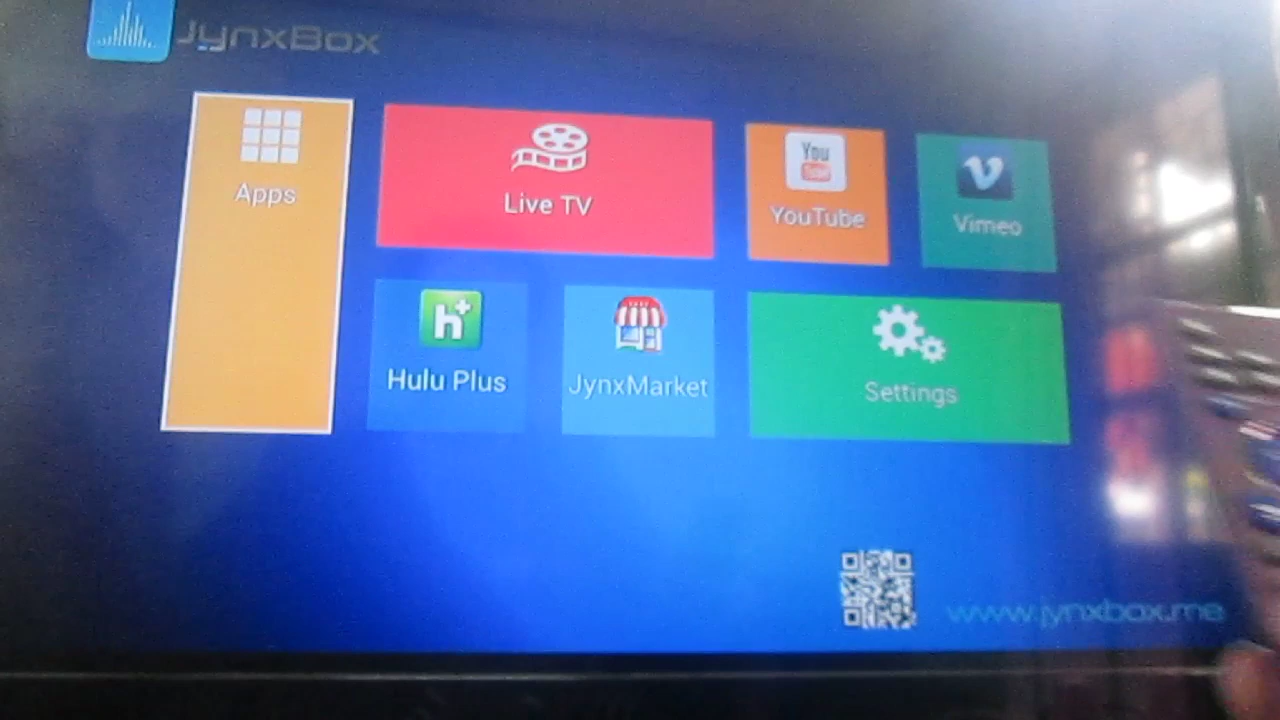 JynxBox
Apps
Live TV
You
Tube
YouTube
Vimeo
h+
Hulu Plus
JynxMarket
Settings
www.jynxbox.me